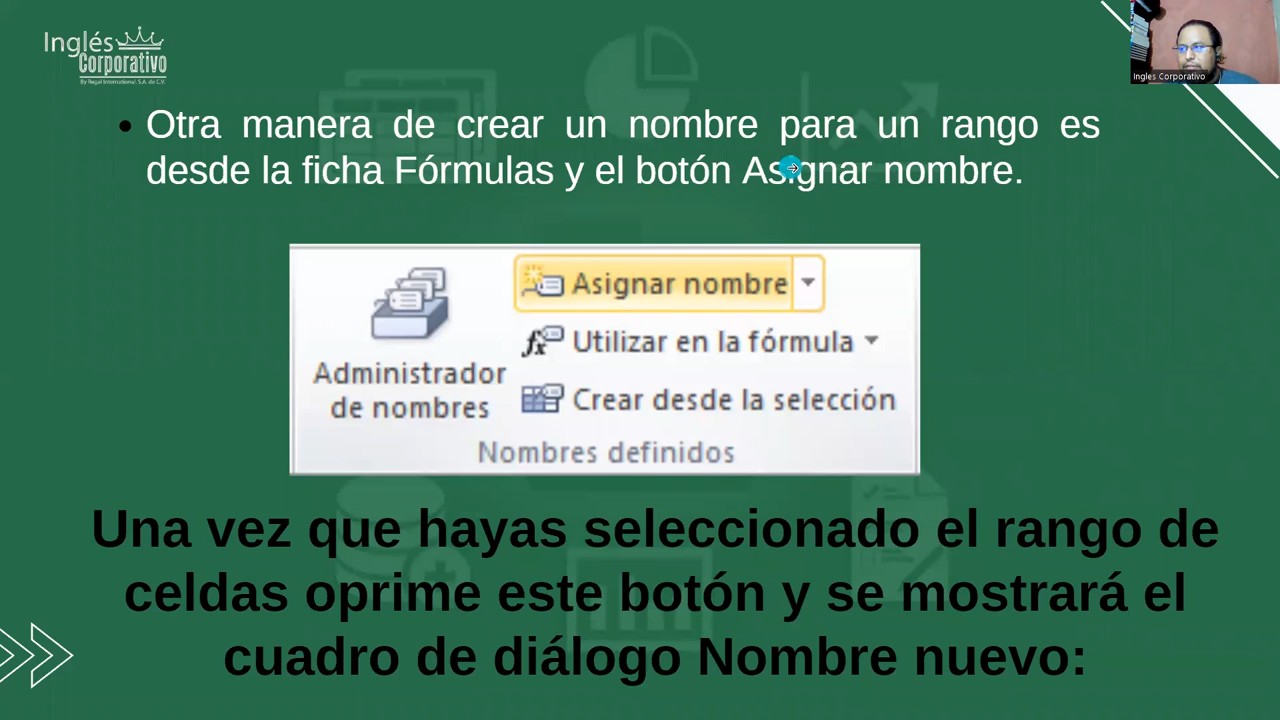 Inglés
Corporativo
By Regal International, S.A. de C.V.
Ingles Corporativo
Otra manera de crear un nombre para un rango es
desde la ficha Fórmulas y el botón Asignar nombre.
Asignar nombre
Utilizar en la fórmula
Administrador
de nombres
Crear desde la selección
Nombres definidos
Una vez que hayas seleccionado el rango de
celdas oprime este botón y se mostrará el
cuadro de diálogo Nombre nuevo: